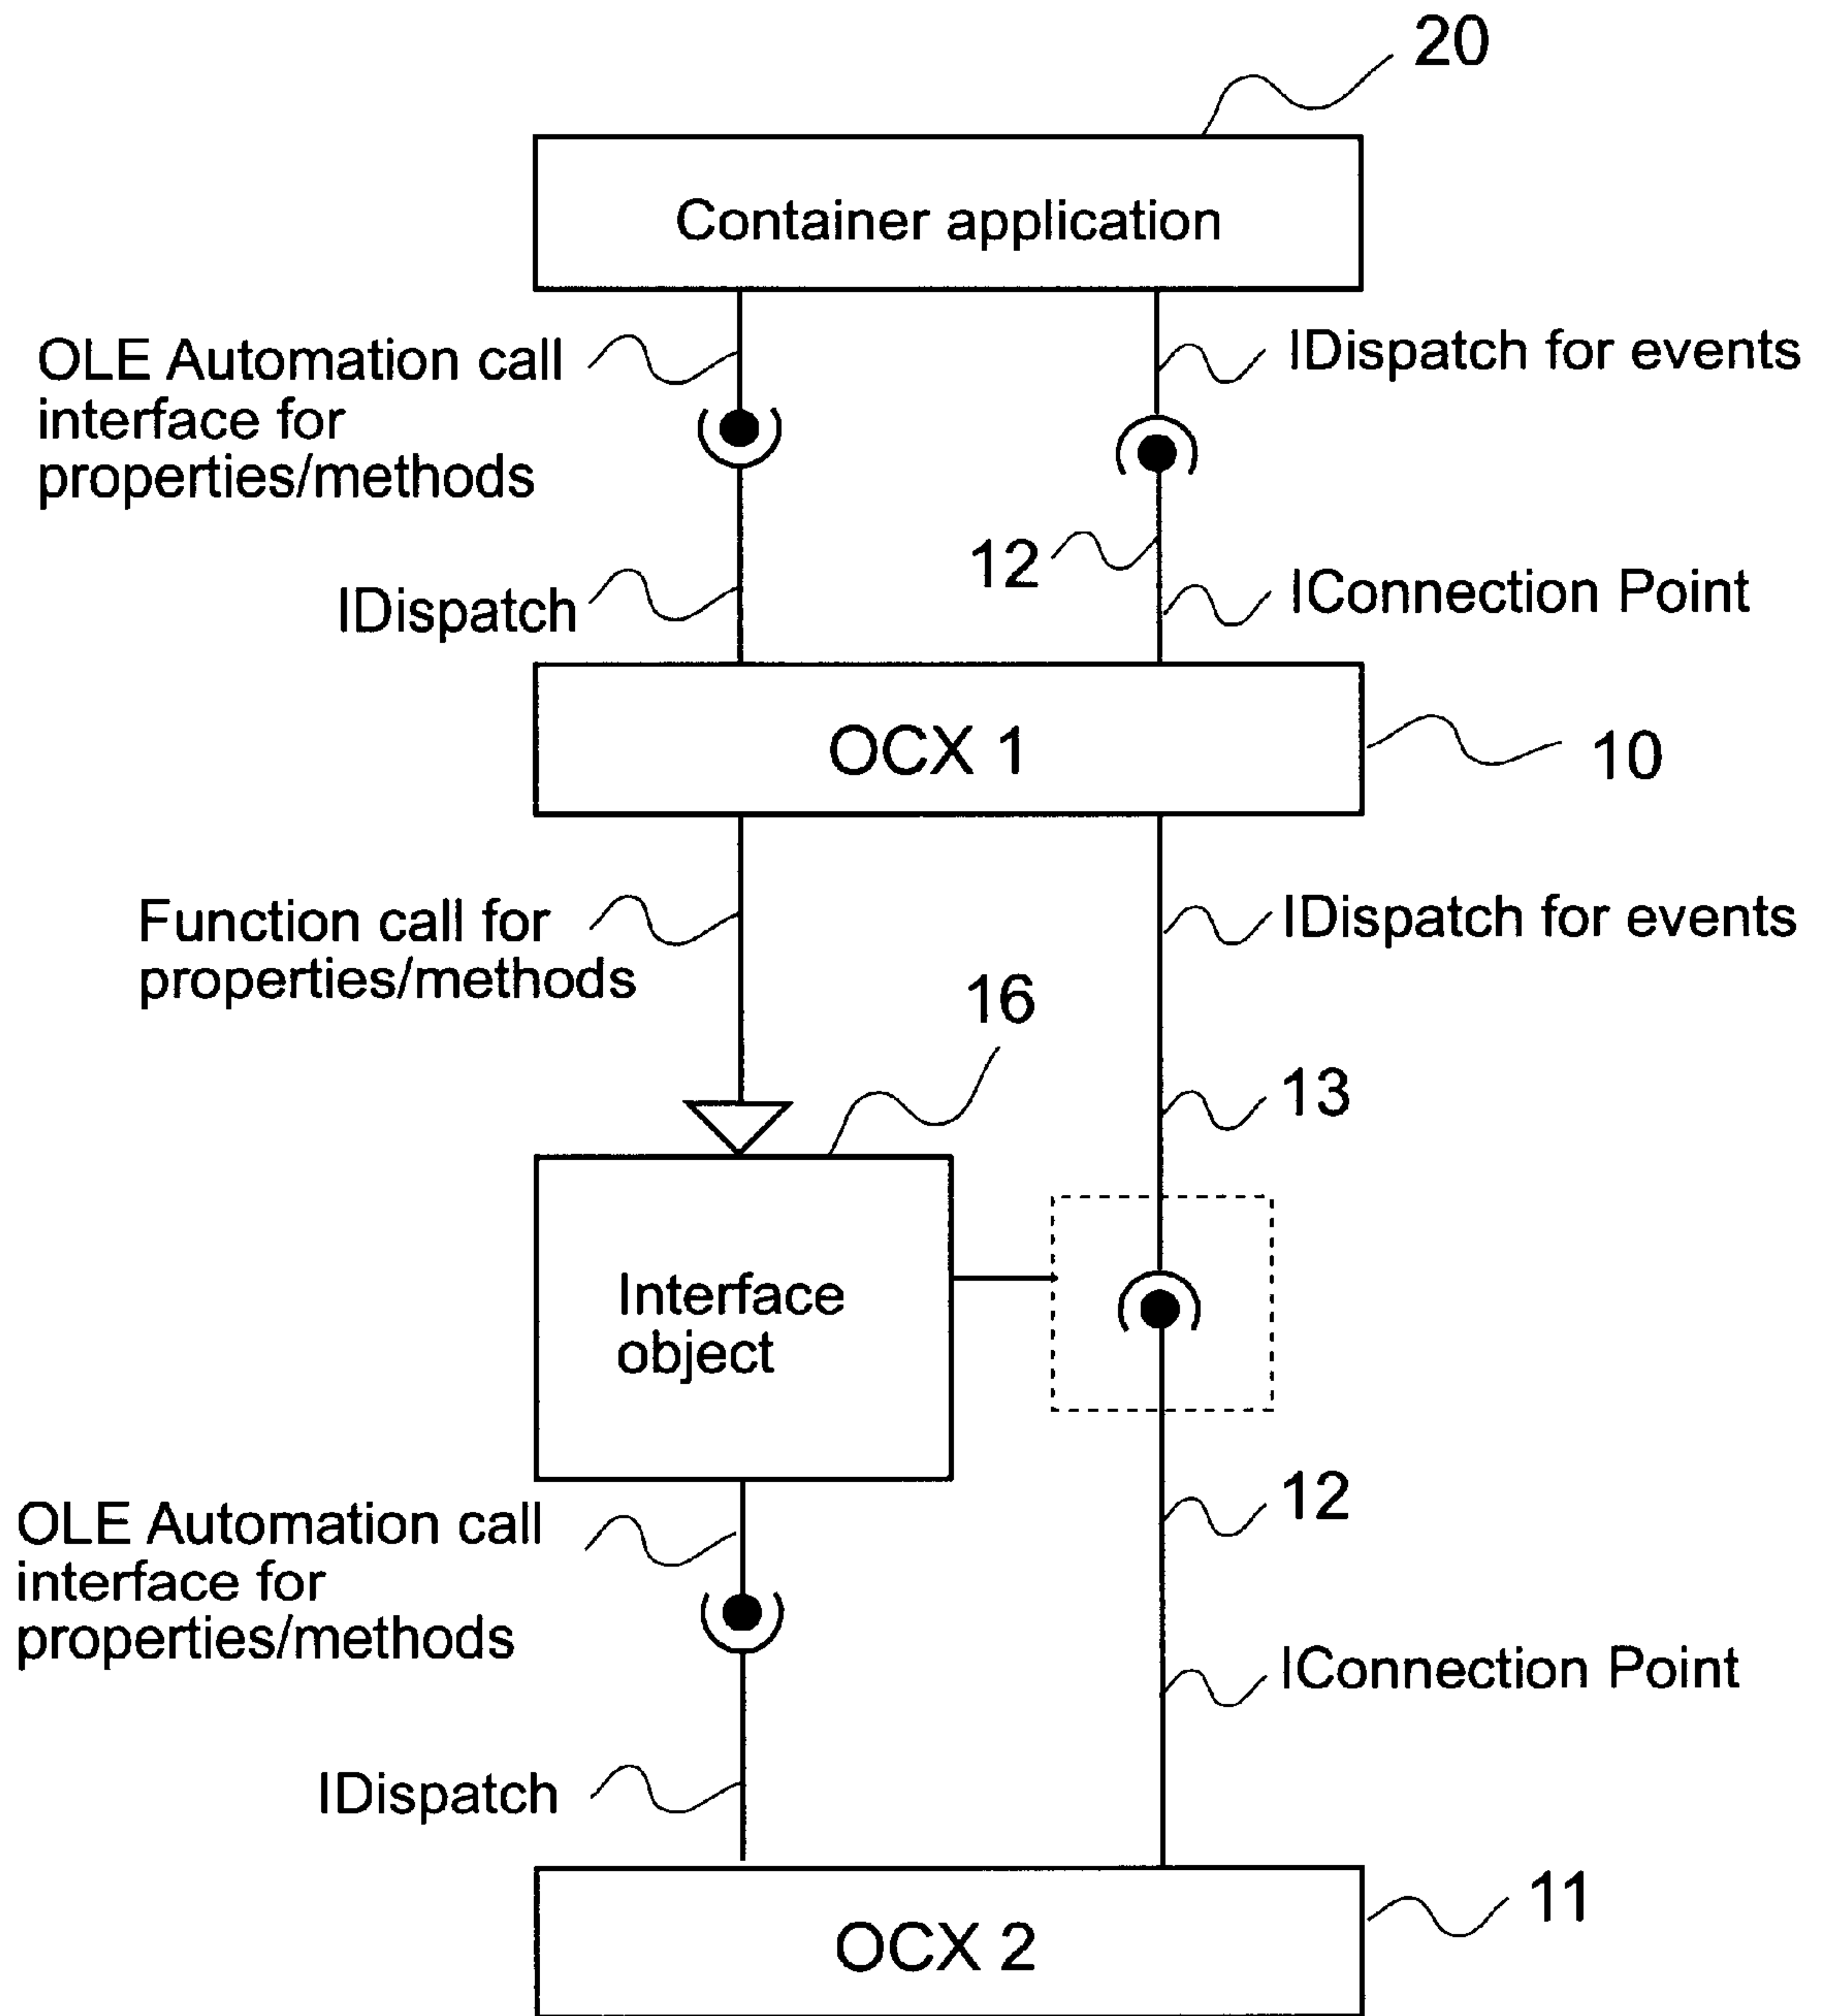 20
Container application
OLE Automation call
interface for
properties/methods
IDispatch for events
12
IDispatch
IConnection Point
OCX 1
10
Function call for
properties/methods
IDispatch for events
16
13
Interface
object
12
OLE Automation call
interface for
properties/methods
IConnection Point
IDispatch
11
OCX 2